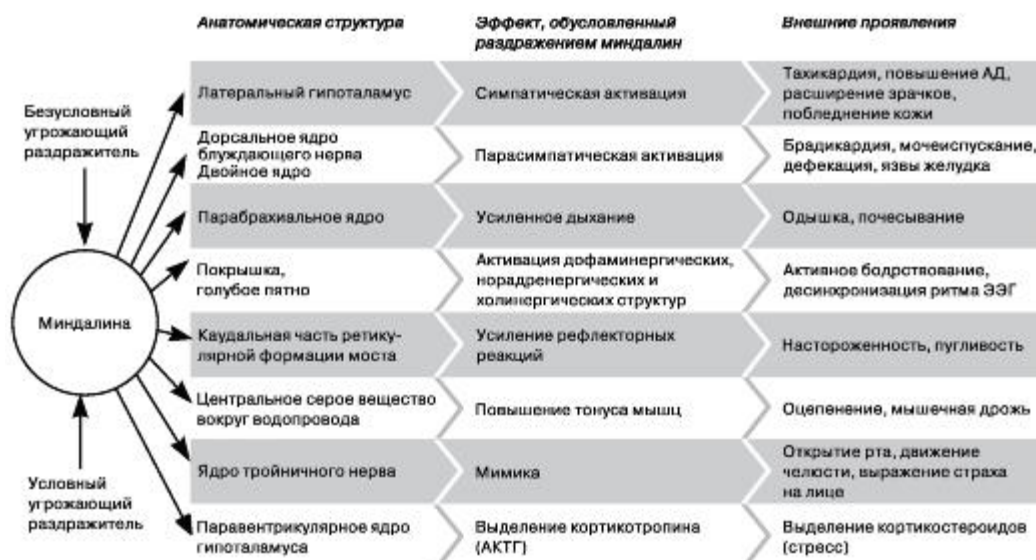 Анатомическая структура
Эффект, обусловленный
раздражением миндалин
Внешние проявления
Безусловный
угрожающий
раздражитель
Миндалина
Условный
угрожающий
раздражитель
Латеральный гипоталамус
Симпатическая активация
Тахикардия, повышение АД,
расширение зрачков,
побледнение кожи
Дорсальное ядро
блуждающего нерва
Двойное ядро
Парасимпатическая активация
Брадикардия, мочеиспускание,
дефекация, язвы желудка
Парабрахиальное ядро
Усиленное дыхание
Одышка, почесывание
Покрышка,
голубое пятно
Активация дофаминергических,
норадренергических и
холинергических структур
Активное бодрствование,
десинхронизация ритма ЭЭГ
Каудальная часть ретику-
лярной формации моста
Усиление рефлекторных
реакций
Настороженность, пугливость
Центральное серое вещество
вокруг водопровода
Повышение тонуса мышц
Оцепенение, мышечная дрожь
Ядро тройничного нерва
Мимика
Открытие рта, движение
челюсти, выражение страха
на лице
Паравентрикулярное ядро
гипоталамуса
Выделение кортикотропина
(АКТГ)
Выделение кортикостероидов
(стресс)